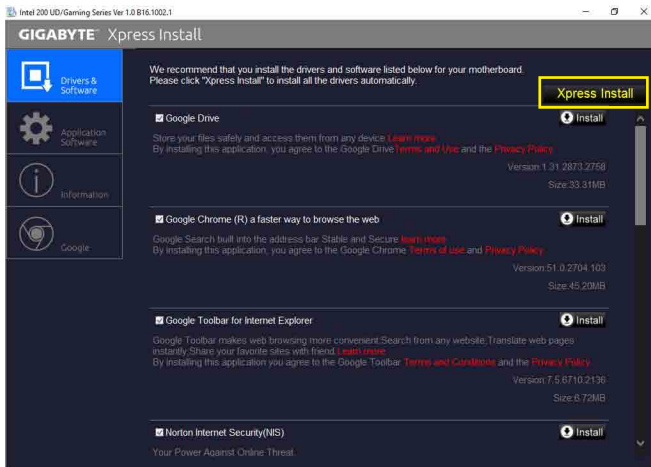 Intel 200 UD/Gaming Series Ver 1.0 B16.1002.1
GIGABYTE™ Xpress Install
Drivers &
Software
Application
Software
Information
Google
We recommend that you install the drivers and software listed below for your motherboard.
Please click "Xpress Install" to install all the drivers automatically.
Xpress Install
Google Drive
Install
Store your files safely and access them from any device Learn more
By installing this application, you agree to the Google DriveTerms and Use and the Privacy Policy
Version:1.31.2873.2758
Size:33.31MB
Google Chrome (R) a faster way to browse the web
Install
Google Search built into the address bar Stable and Secure learn more
By installing this application, you agree to the Google Chrome Terms of use and Privacy Policy
Version:51.0.2704.103
Size:45.20MB
Google Toolbar for Internet Explorer
Install
Google Toolbar makes web browsing more convenient;Search from any website;Translate web pages
instantly;Share your favorite sites with friend.Learn more
By installing this application you agree to the Google Toolbar Terms and Conditions and the Privacy Policy
Version:7.5.6710.2136
Size:6.72MB
Norton Internet Security(NIS)
Install
Your Power Against Online Threat.